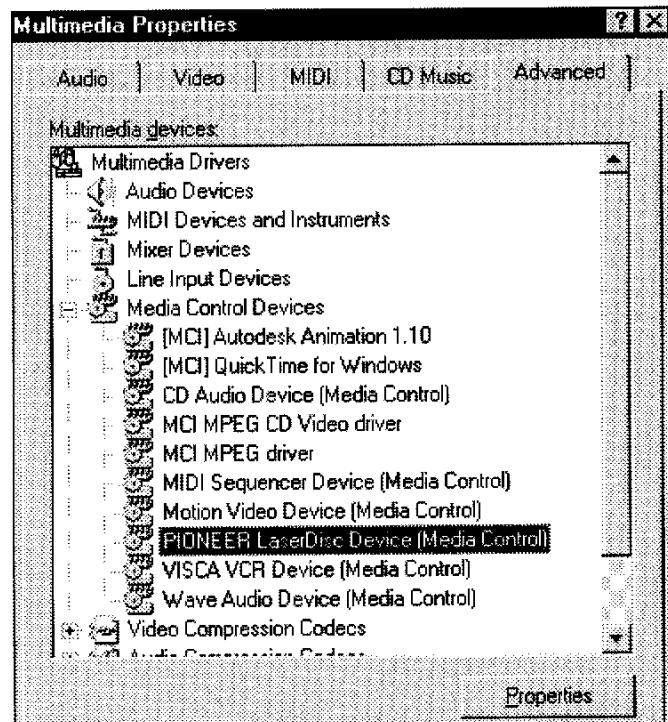 Multimedia Properties
Audio
Video
MIDI
CD Music
Advanced
Multimedia devices:
Multimedia Drivers
Audio Devices
MIDI Devices and Instruments
Mixer Devices
Line Input Devices
Media Control Devices
[MCI] Autodesk Animation 1.10
[MCI] QuickTime for Windows
CD Audio Device (Media Control)
MCI MPEG CD Video driver
MCI MPEG driver
MIDI Sequencer Device (Media Control)
Motion Video Device (Media Control)
PIONEER LaserDisc Device (Media Control)
VISCA VCR Device (Media Control)
Wave Audio Device (Media Control)
Video Compression Codecs
Audio Compression Codecs
Properties